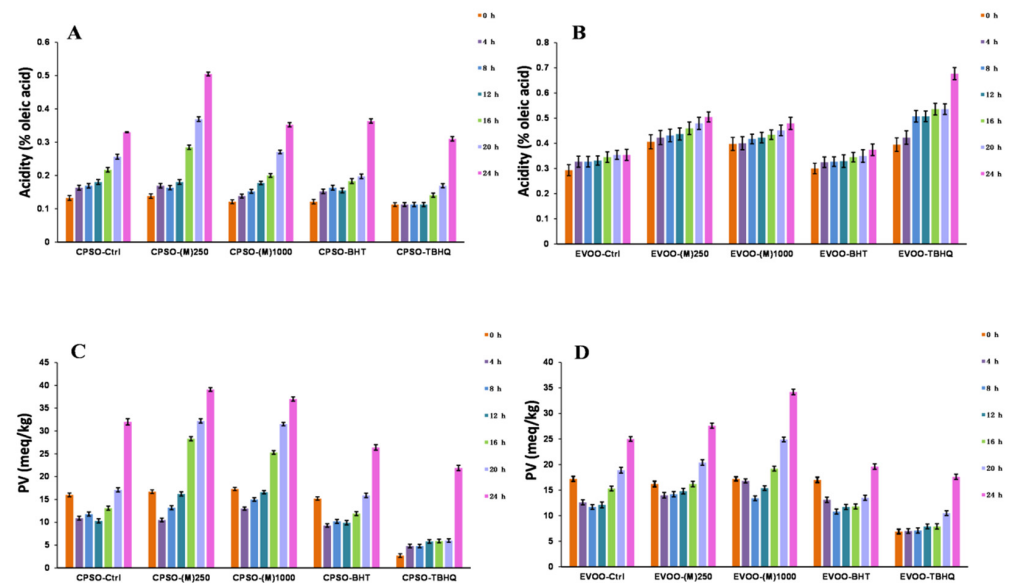 A
Acidity (% oleic acid)
0.6
0.5
0.4
0.3
0.2
0.1
0
CPSO-Ctrl CPSO-(M)250 CPSO-(M)1000 CPSO-BHT CPSO-TBHQ
0 h
4 h
8 h
12 h
16 h
20 h
24 h
B
Acidity (% oleic acid)
0.8
0.7
0.6
0.5
0.4
0.3
0.2
0.1
0
EVOO-Ctrl EVOO-(M)250 EVOO-(M)1000 EVOO-BHT EVOO-TBHQ
0 h
4 h
8 h
12 h
16 h
20 h
24 h
C
PV (meq/kg)
45
40
35
30
25
20
15
10
5
0
CPSO-Ctrl CPSO-(M)250 CPSO-(M)1000 CPSO-BHT CPSO-TBHQ
0 h
4 h
8 h
12 h
16 h
20 h
24 h
D
PV (meq/kg)
40
35
30
25
20
15
10
5
0
EVOO-Ctrl EVOO-(M)250 EVOO-(M)1000 EVOO-BHT EVOO-TBHQ
0 h
4 h
8 h
12 h
16 h
20 h
24 h